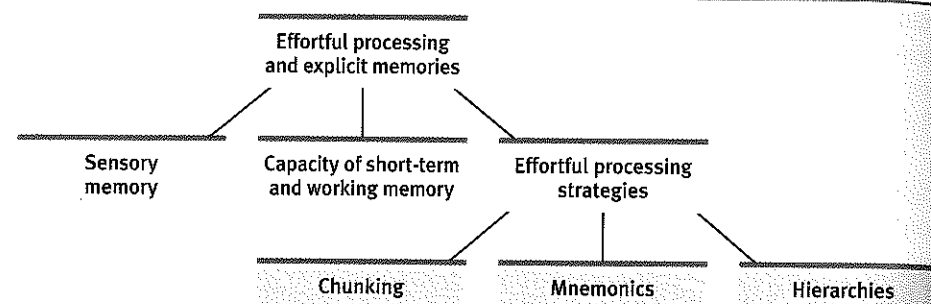 Effortful processing
and explicit memories
Sensory
memory
Capacity of short-term
and working memory
Effortful processing
strategies
Chunking
Mnemonics
Hierarchies